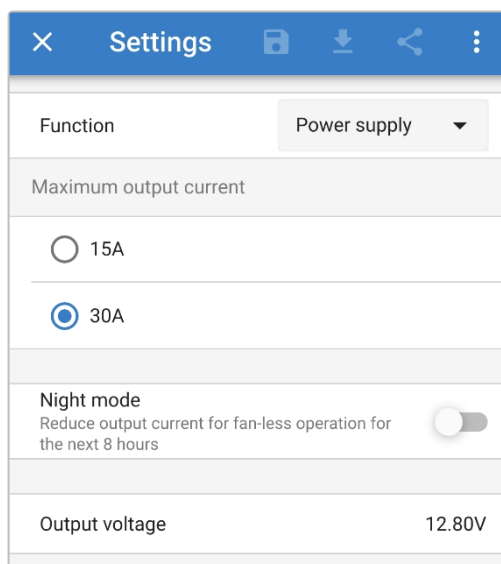 Settings
Function
Power supply
Maximum output current
15A
30A
Night mode
Reduce output current for fan-less operation for
the next 8 hours
Output voltage
12.80V